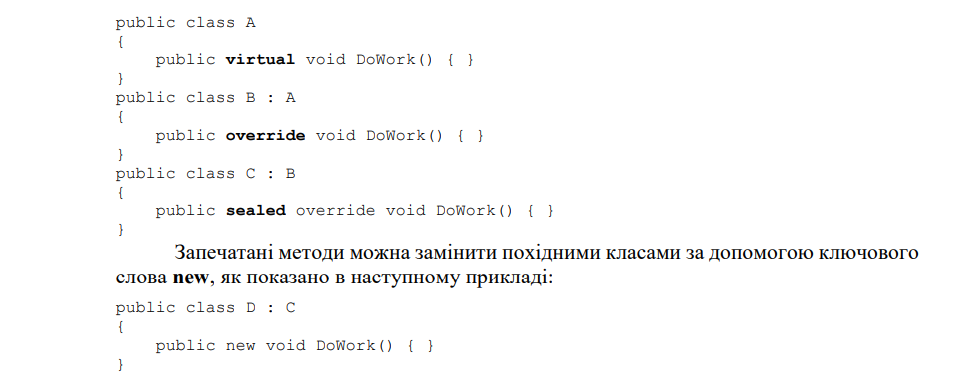 public class A
{
    public virtual void DoWork() { }
}
public class B : A
{
    public override void DoWork() { }
}
public class C : B
{
    public sealed override void DoWork() { }
}
Запечатані методи можна замінити похідними класами за допомогою ключового
слова new, як показано в наступному прикладі:
public class D : C
{
    public new void DoWork() { }
}